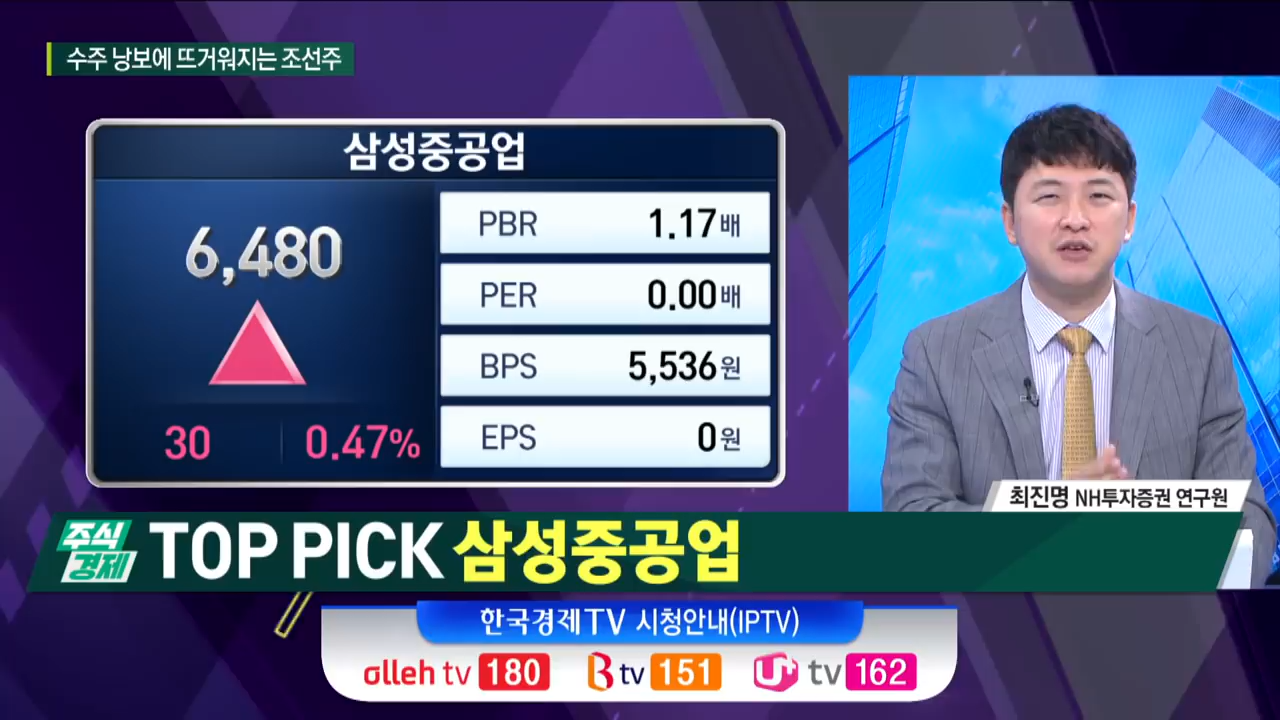 수주 낭보에 뜨거워지는 조선주
삼성중공업
6,480
30 0.47%
PBR 1.17배
PER 0.00배
BPS 5,536원
EPS 0원
최진명 NH투자증권 연구원
주식
경제
TOP PICK 삼성중공업
한국경제TV 시청안내(IPTV)
olleh tv 180 B tv 151 U+ tv 162